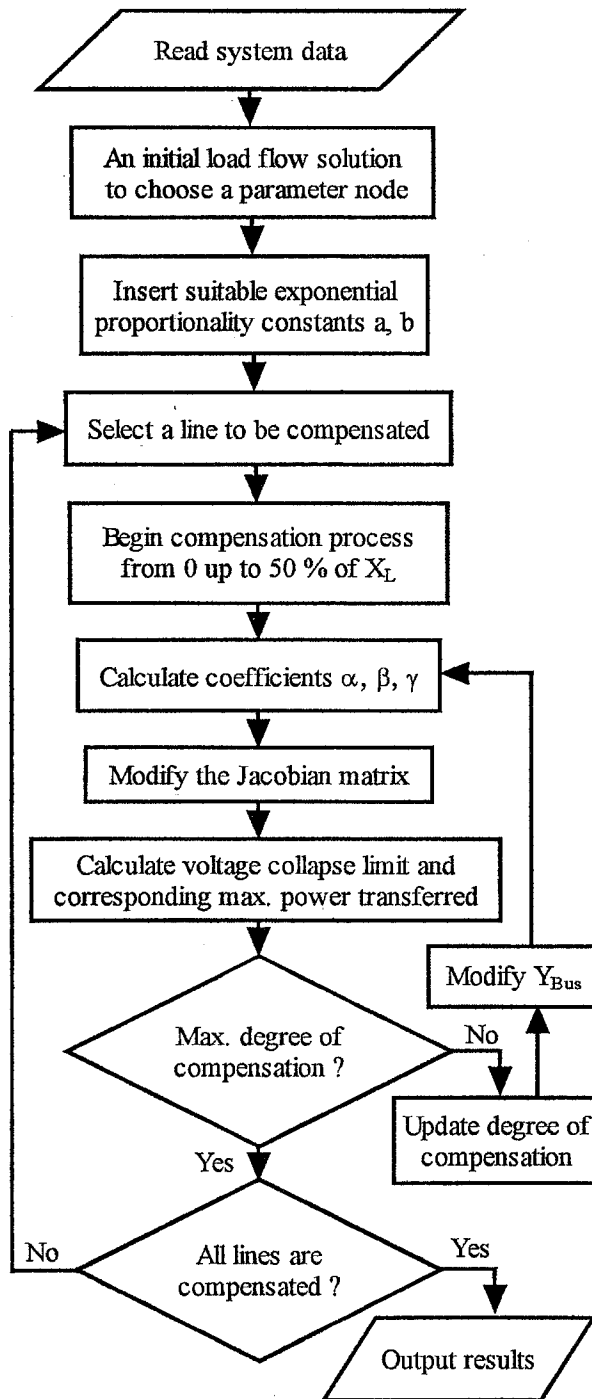 Read system data
An initial load flow solution
to choose a parameter node
Insert suitable exponential
proportionality constants a, b
Select a line to be compensated
Begin compensation process
from 0 up to 50 % of X_L
Calculate coefficients α, β, γ
Modify the Jacobian matrix
Calculate voltage collapse limit and
corresponding max. power transferred
Modify Y_Bus
Max. degree of
compensation ?
No
Update degree of
compensation
Yes
All lines are
compensated ?
No
Yes
Output results